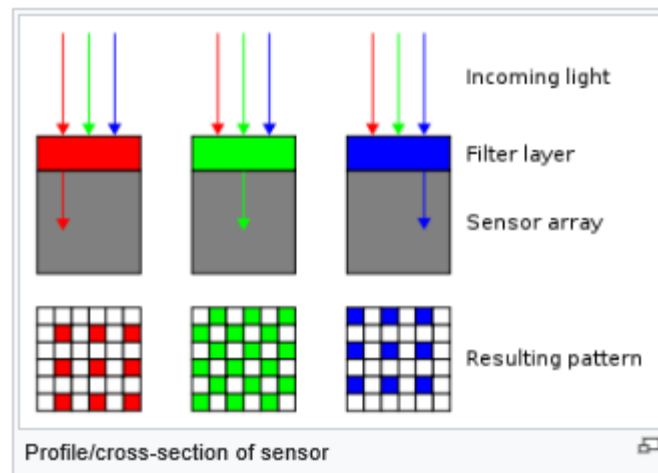 Incoming light
Filter layer
Sensor array
Resulting pattern
Profile/cross-section of sensor